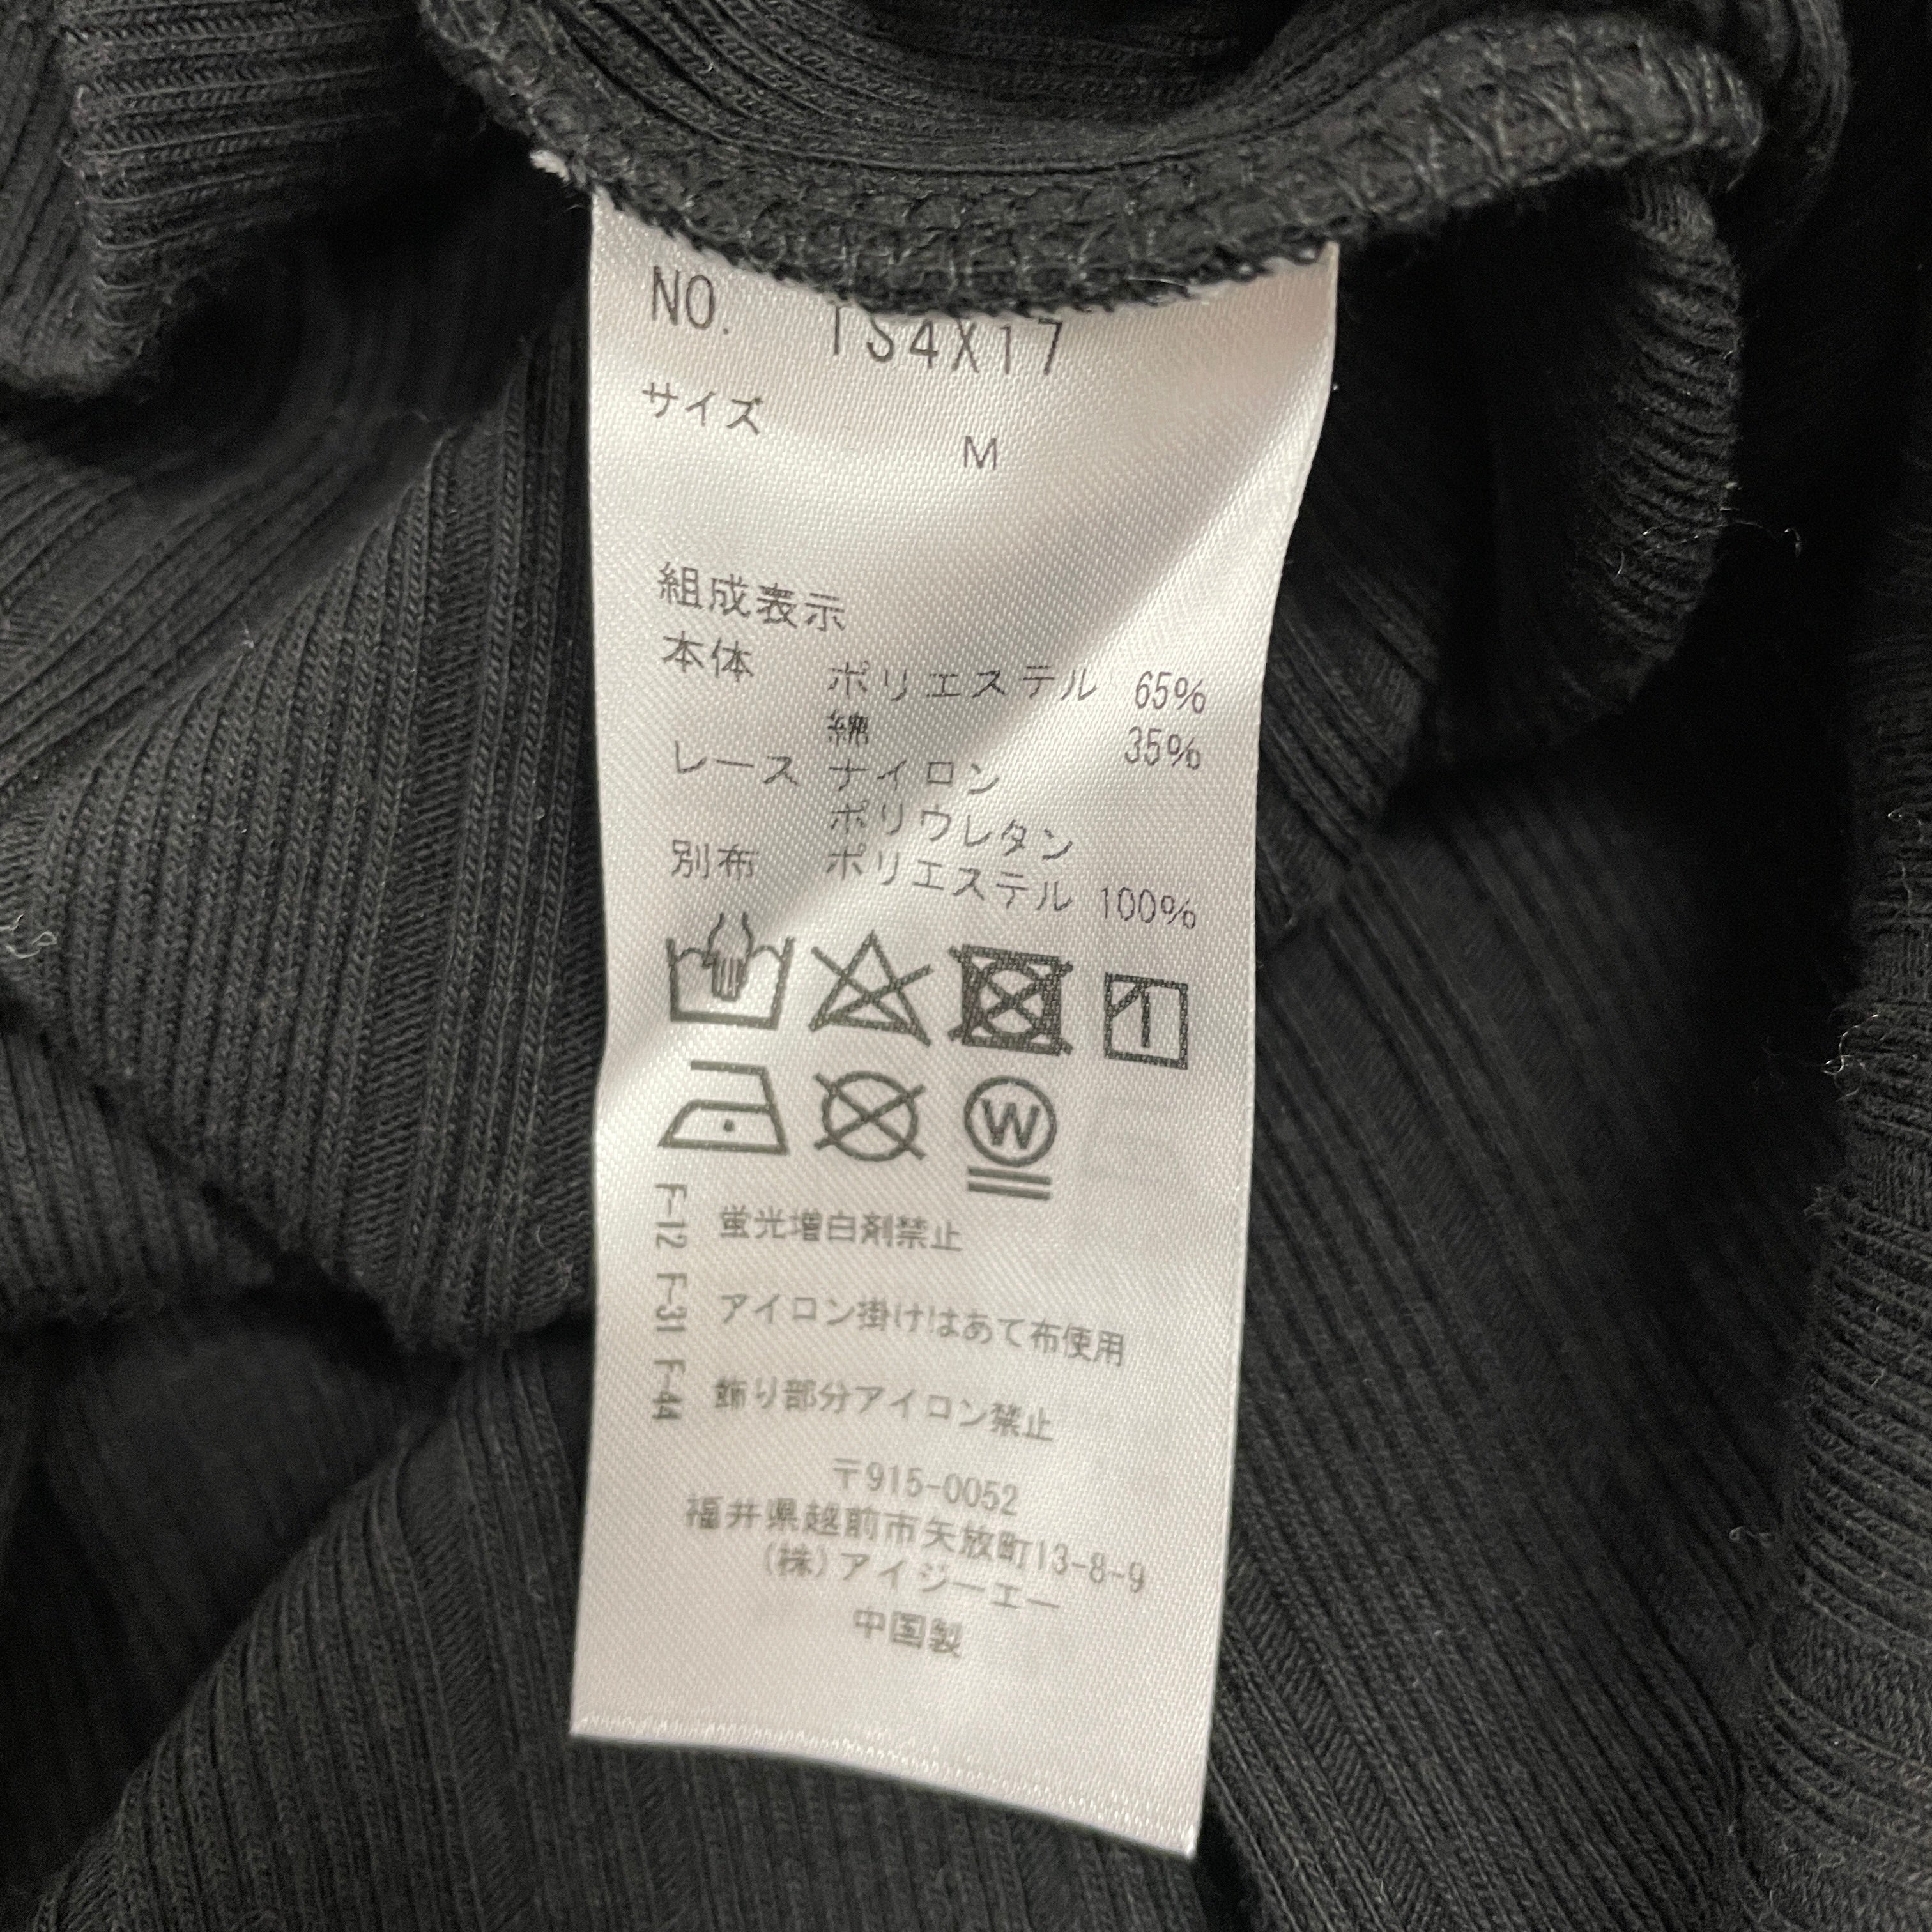 NO. TS4X17
サイズ
M
組成表示
本体 ポリエステル 65%
綿 35%
レース ナイロン
ポリウレタン
別布 ポリエステル 100%
W
F-12 F-31 F-44
蛍光増白剤禁止
アイロン掛けはあて布使用
飾り部分アイロン禁止
〒915-0052
福井県越前市矢放町13-8-9
(株)アイジーエー
中国製